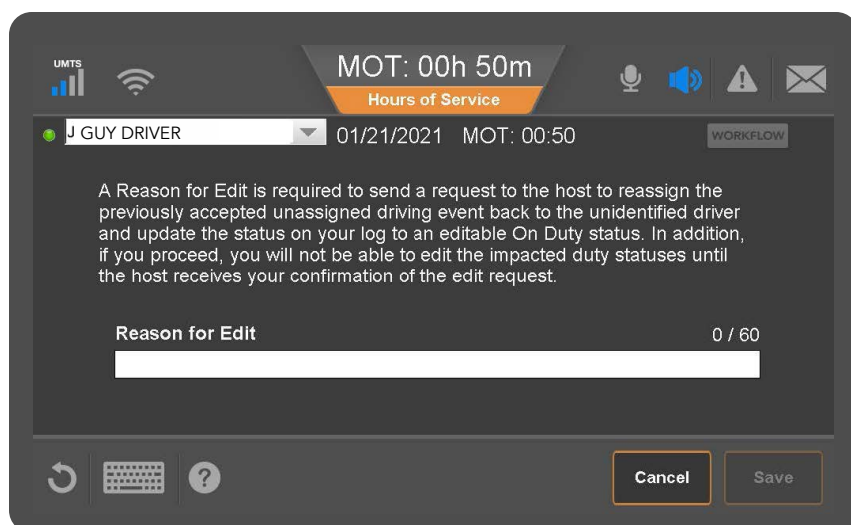 UMTS
MOT: 00h 50m
Hours of Service
J GUY DRIVER
01/21/2021 MOT: 00:50
WORKFLOW
A Reason for Edit is required to send a request to the host to reassign the
previously accepted unassigned driving event back to the unidentified driver
and update the status on your log to an editable On Duty status. In addition,
if you proceed, you will not be able to edit the impacted duty statuses until
the host receives your confirmation of the edit request.
Reason for Edit 0 / 60
?
Cancel Save